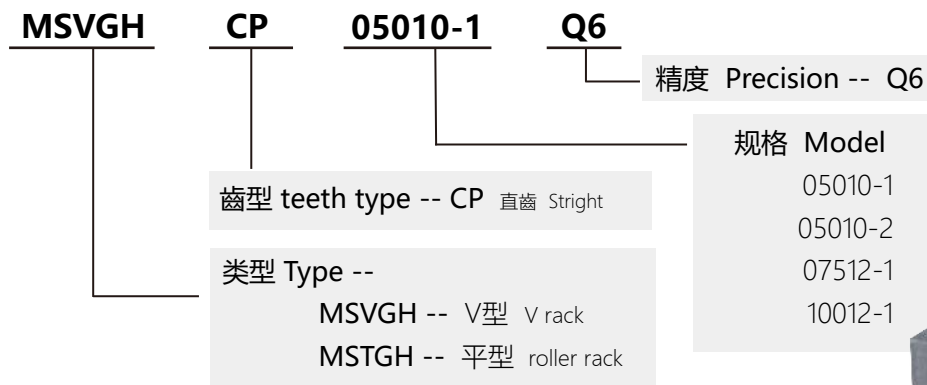 MSVGH CP 05010-1 Q6
精度 Precision -- Q6
规格 Model
05010-1
05010-2
07512-1
10012-1
齒型 teeth type -- CP 直齒 Stright
类型 Type --
MSVGH -- V型 V rack
MSTGH -- 平型 roller rack